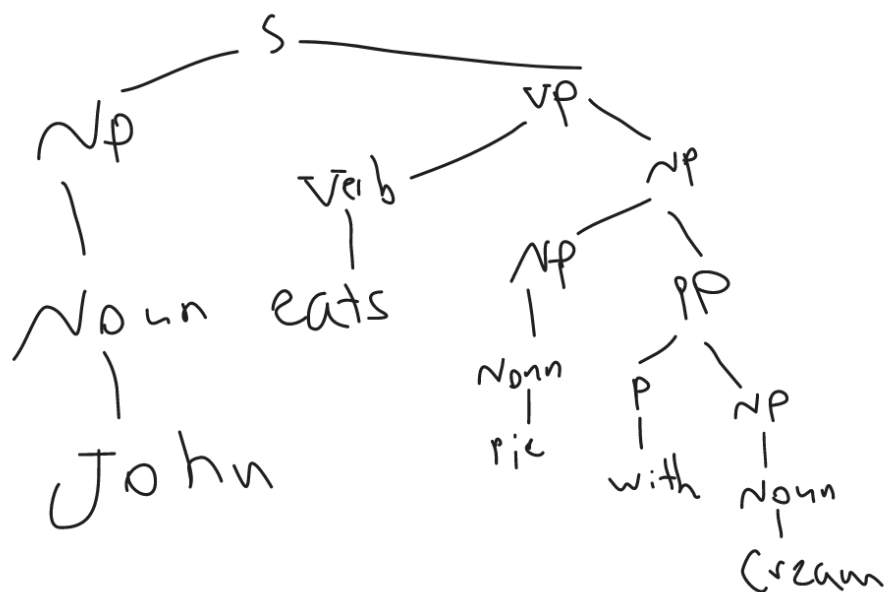 S
NP VP
Verb NP
NP PP
Noun eats
Noun P NP
John pie with Noun
Cream